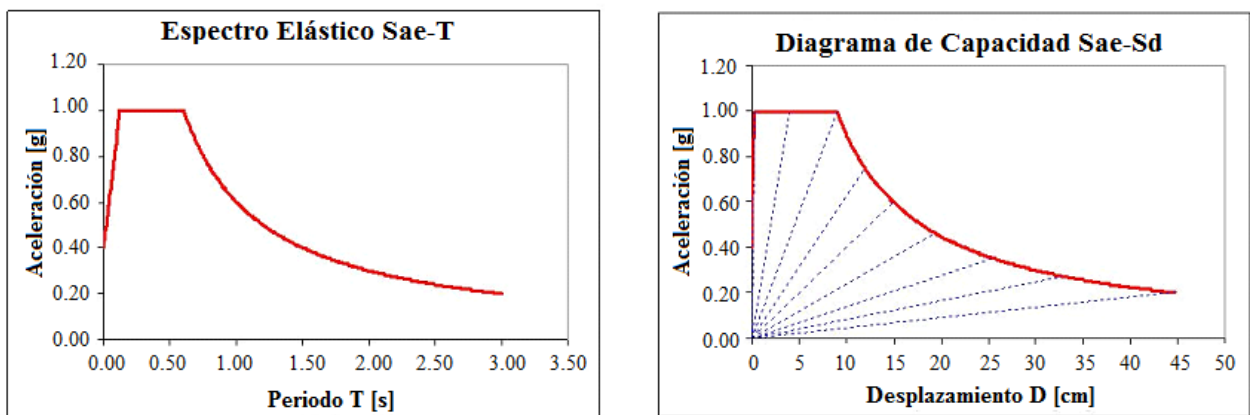 Espectro Elástico Sae-T
1.20
1.00
0.80
0.60
0.40
0.20
0.00
Aceleración [g]
0.00 0.50 1.00 1.50 2.00 2.50 3.00 3.50
Periodo T [s]
Diagrama de Capacidad Sae-Sd
1.20
1.00
0.80
0.60
0.40
0.20
0.00
Aceleración [g]
0 5 10 15 20 25 30 35 40 45 50
Desplazamiento D [cm]